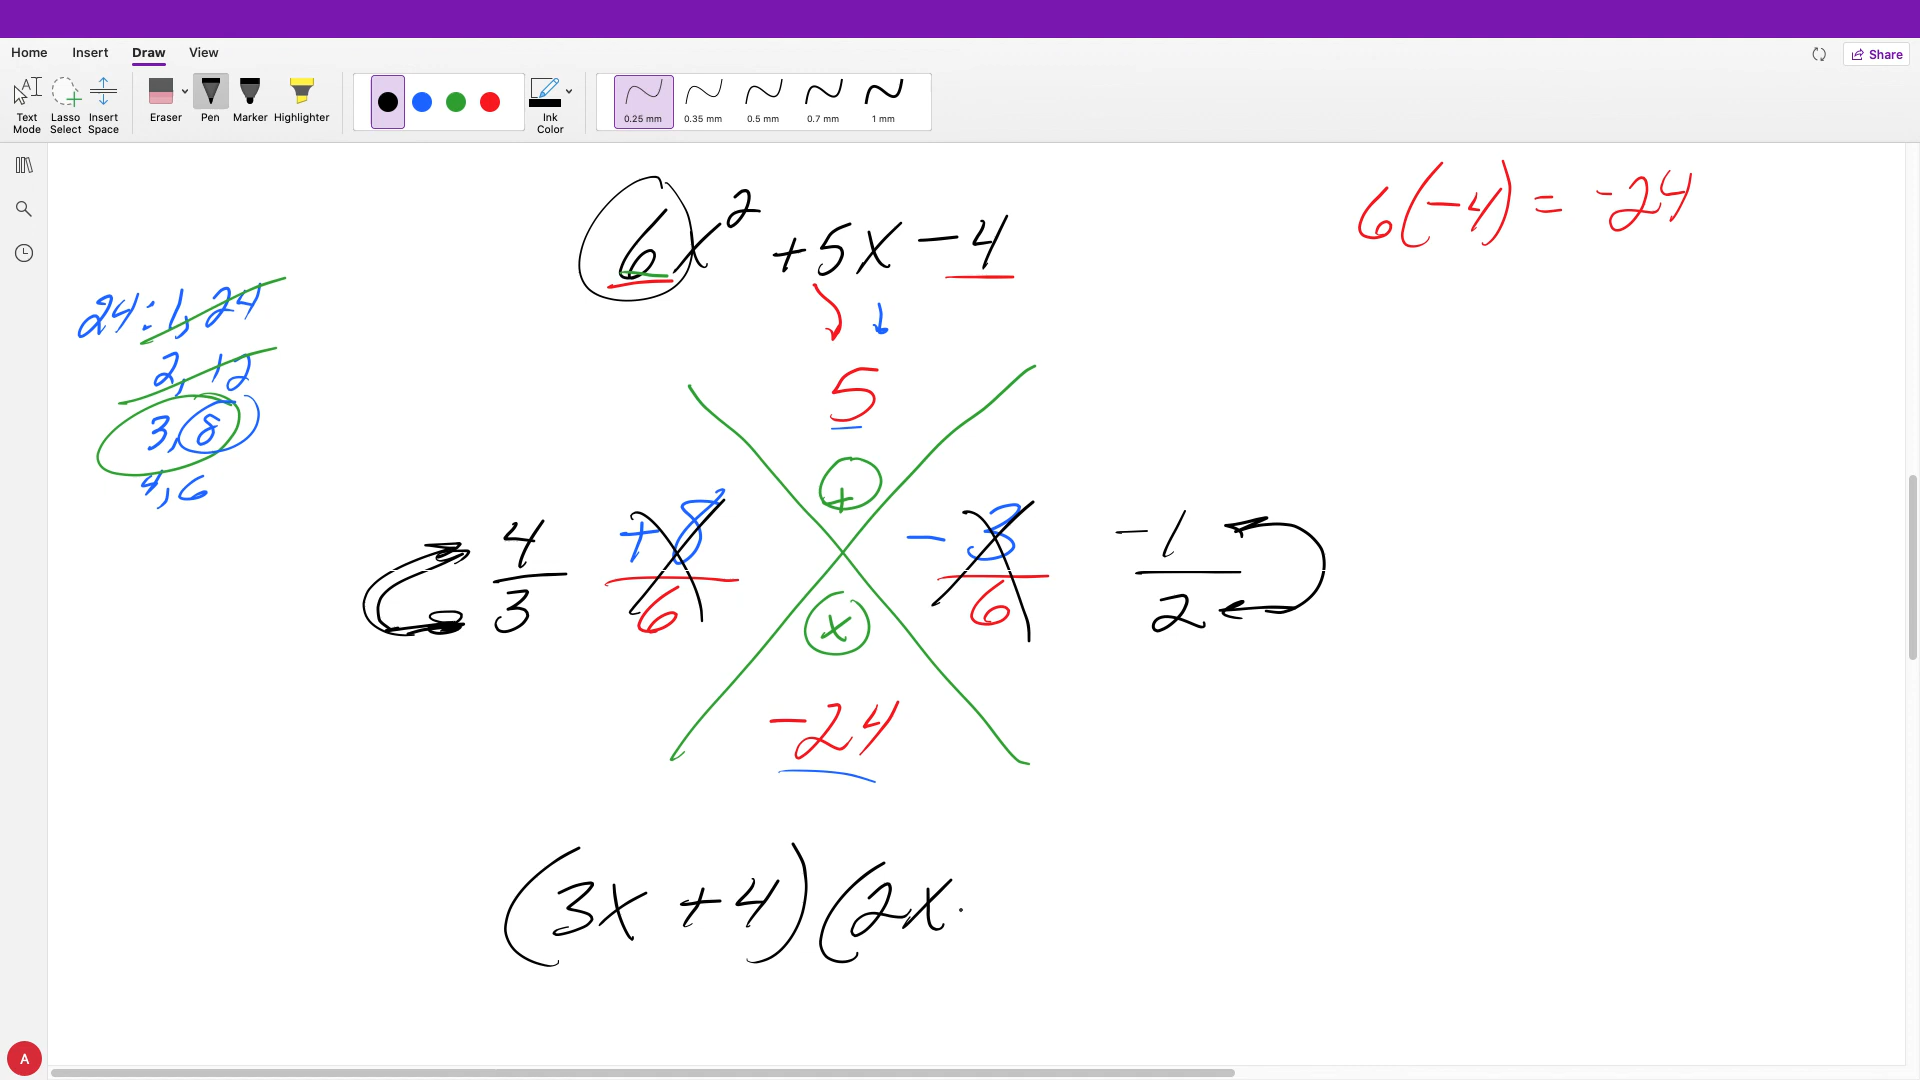 Home Insert Draw View
Share
Text Mode
Lasso Select
Insert Space
Eraser
Pen
Marker
Highlighter
Ink Color
0.25 mm
0.35 mm
0.5 mm
0.7 mm
1 mm
6x² + 5x - 4
6(-4) = -24
24: 1, 24
2, 12
3, 8
4, 6
5
+
4/3
+8/6
-3/6
-1/2
x
-24
(3x + 4)(2x
A